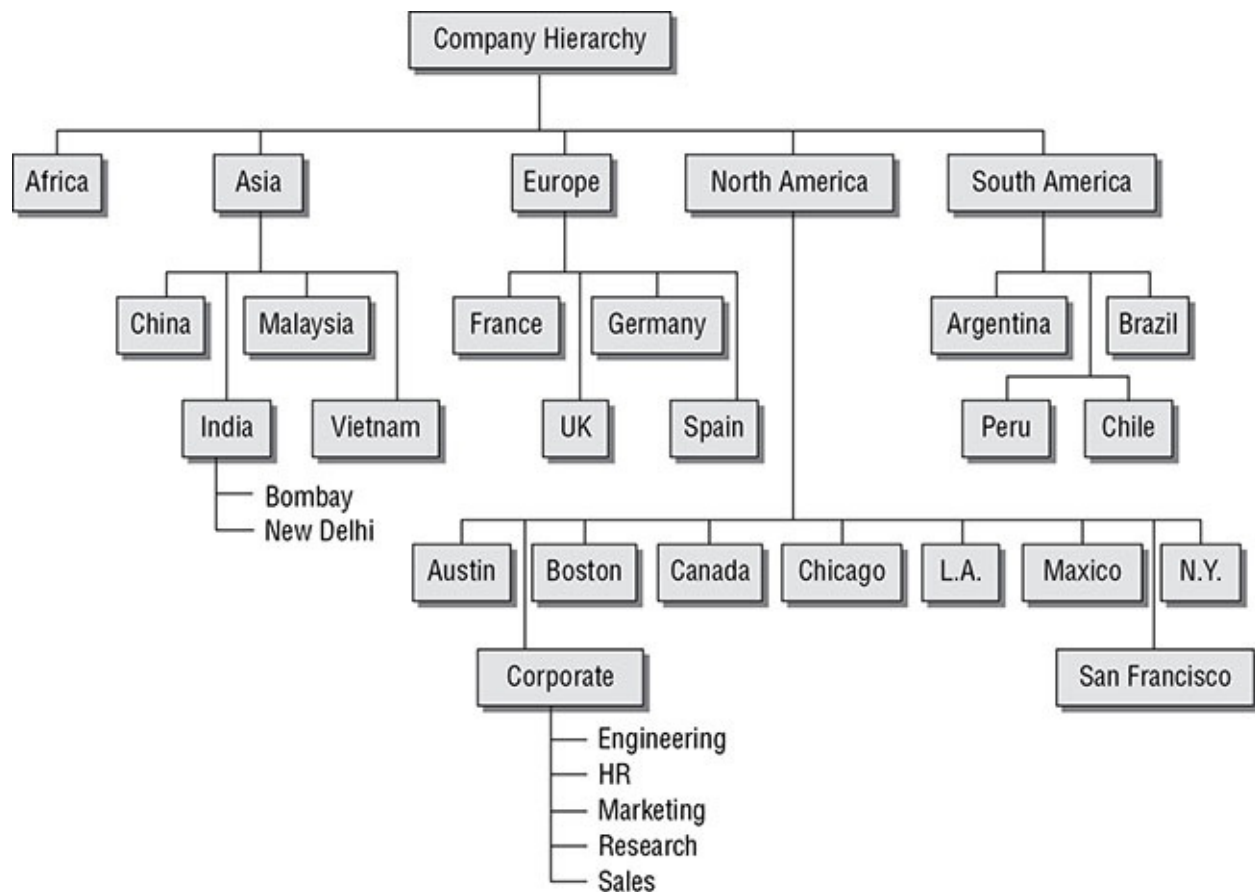 Company Hierarchy
Africa
Asia
Europe
North America
South America
China
Malaysia
France
Germany
Argentina
Brazil
India
Vietnam
UK
Spain
Peru
Chile
Bombay
New Delhi
Austin
Boston
Canada
Chicago
L.A.
Maxico
N.Y.
Corporate
San Francisco
Engineering
HR
Marketing
Research
Sales